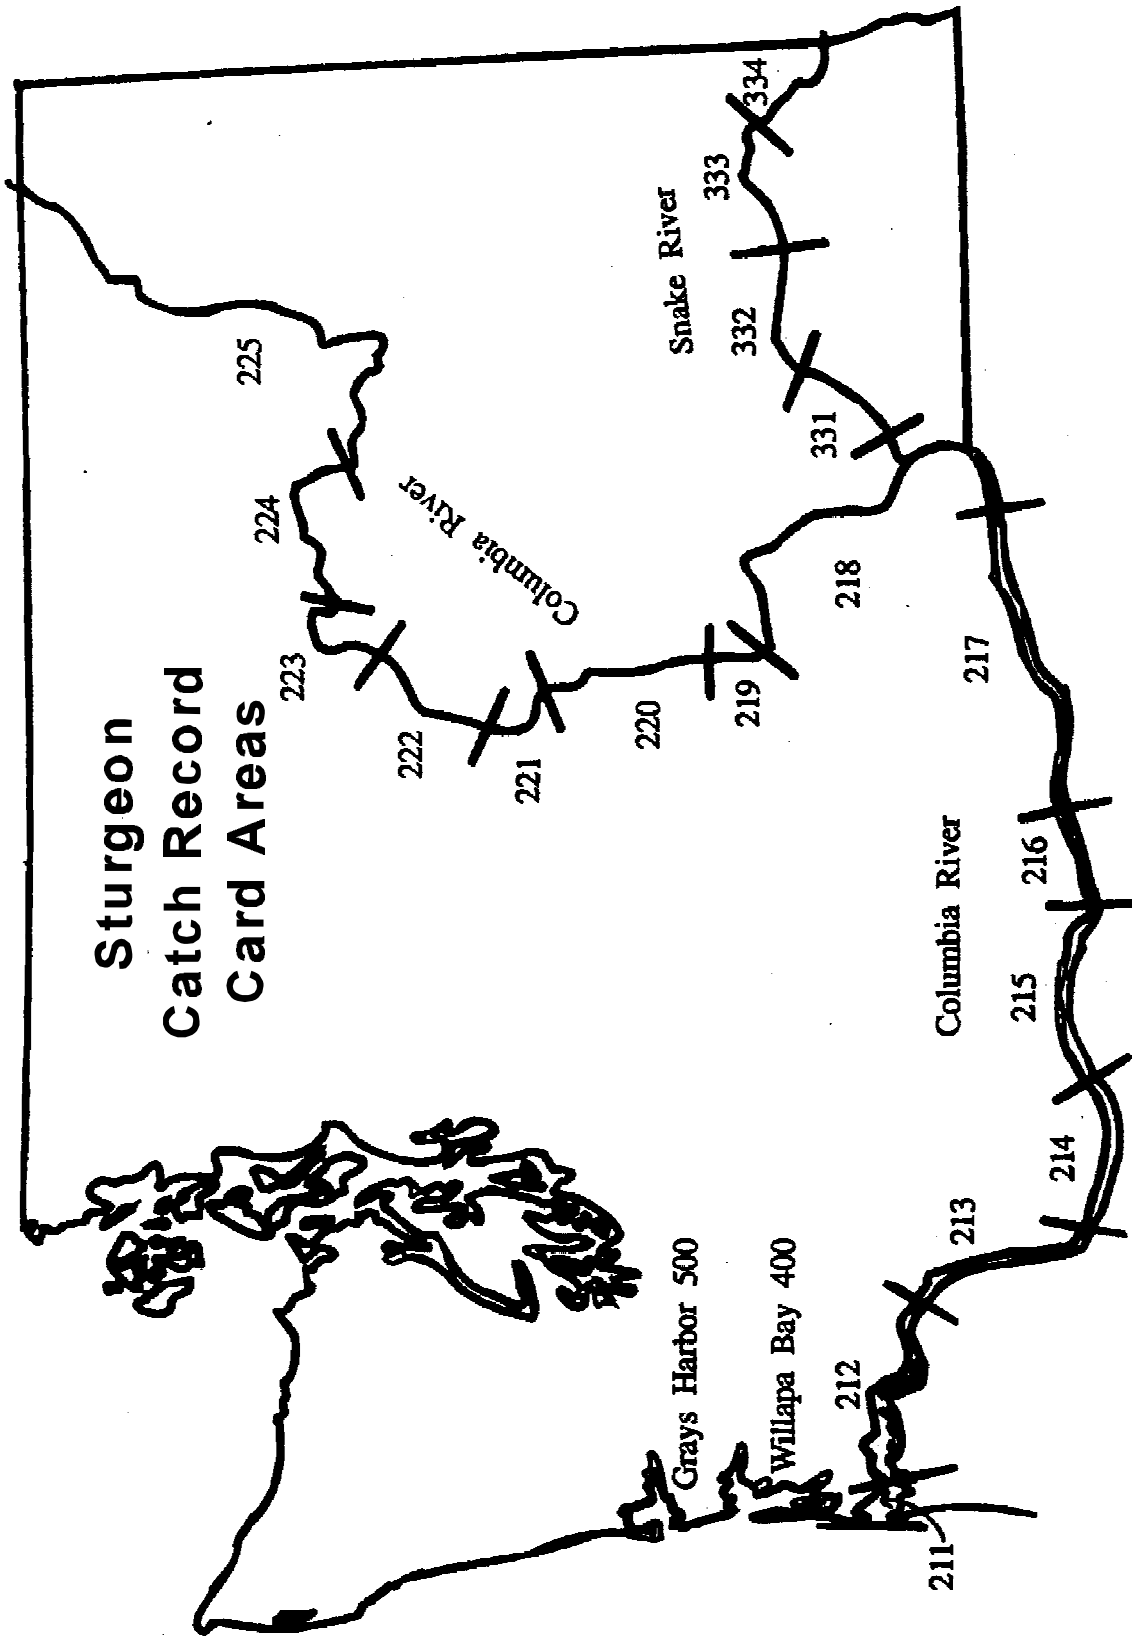 Sturgeon
Catch Record
Card Areas
225
224
223
222
221
220
219
218
Columbia River
Snake River
334
333
332
331
217
216
215
214
213
212
211
Columbia River
Grays Harbor 500
Willapa Bay 400